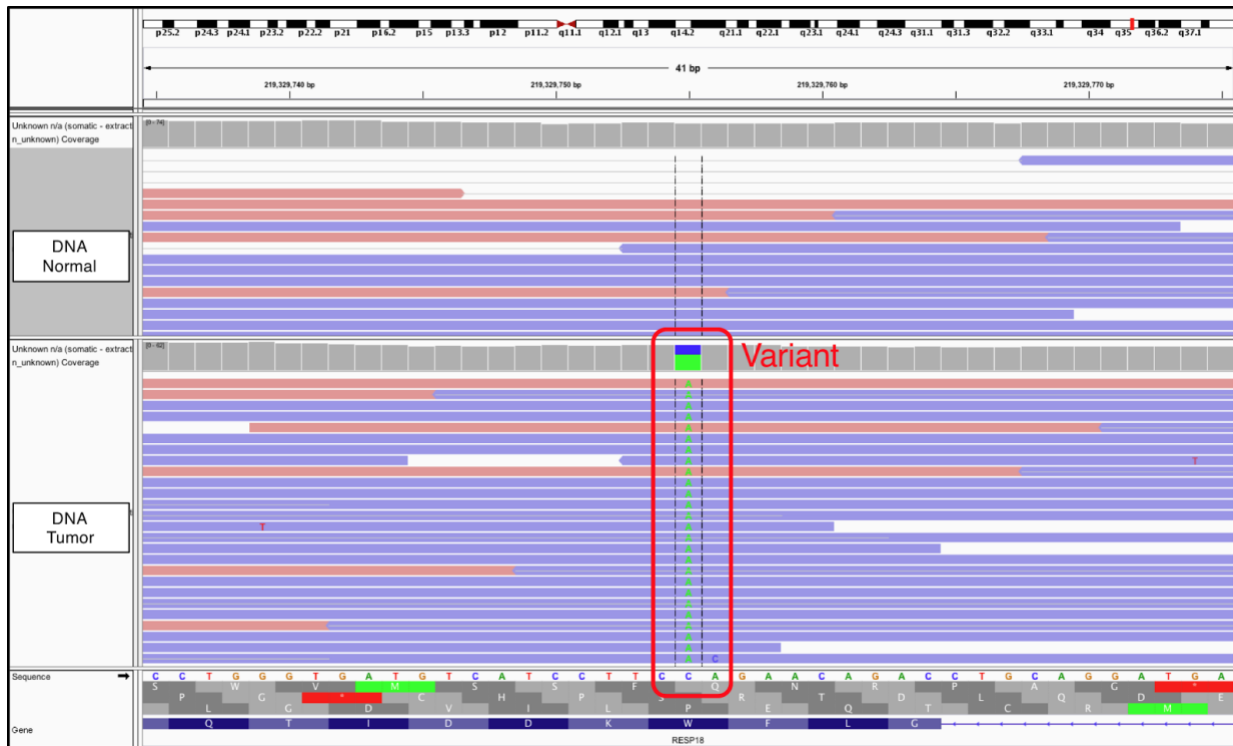 p25.2 p24.3 p24.1 p23.2 p22.2 p21 p16.2 p15 p13.3 p12 p11.2 q11.1 q12.1 q13 q14.2 q21.1 q22.1 q23.1 q24.1 q24.3 q31.1 q31.3 q32.2 q33.1 q34 q35 q36.2 q37.1
41 bp
219,329,740 bp 219,329,750 bp 219,329,760 bp 219,329,770 bp
Unknown n/a (somatic - extract
n_unknown) Coverage
[0 - 74]
DNA
Normal
Unknown n/a (somatic - extract
n_unknown) Coverage
[0 - 62]
Variant
A
A
A
A
A
A
A
A T
A
A
A
A
A
T A
A
A
A
A
A
A
A
A
A
A
A
A C
DNA
Tumor
Sequence
C C T G G G T G A T G T C A T C C T T C C A G A A C A G A C C T G C A G G A T G A
S W V M S S F Q N R P A G *
P G * C H P S R T D L Q D E
L G D V I L P E Q T C R M
Gene
Q T I D D K W F L G
RESP18